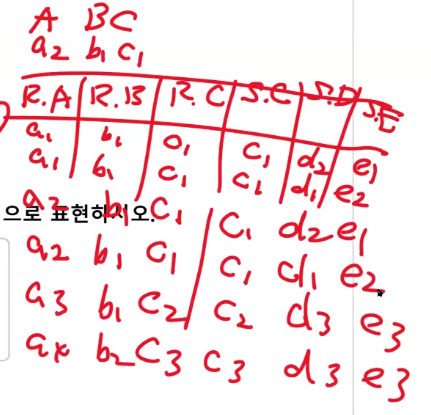 A BC
a₂ b₁ c₁
R.A R.B R.C S.C S.D S.E
a₁ b₁ c₁ c₁ d₂ e₁
a₁ b₁ c₁ c₁ d₁ e₂
으로 표현하시오.
a₂ b₁ c₁ c₁ d₂ e₁
a₂ b₁ c₁ c₁ d₁ e₂
a₃ b₁ c₂ c₂ d₃ e₃
b₂ c₃ c₃ d₃ e₃